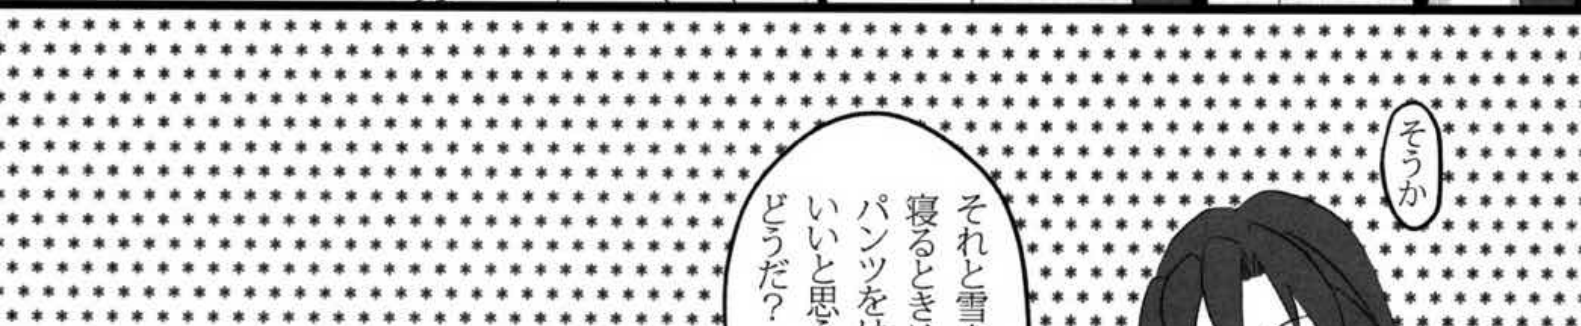 そうか
それと雪
寝るとき
パンツを
いいと思
どうだ？